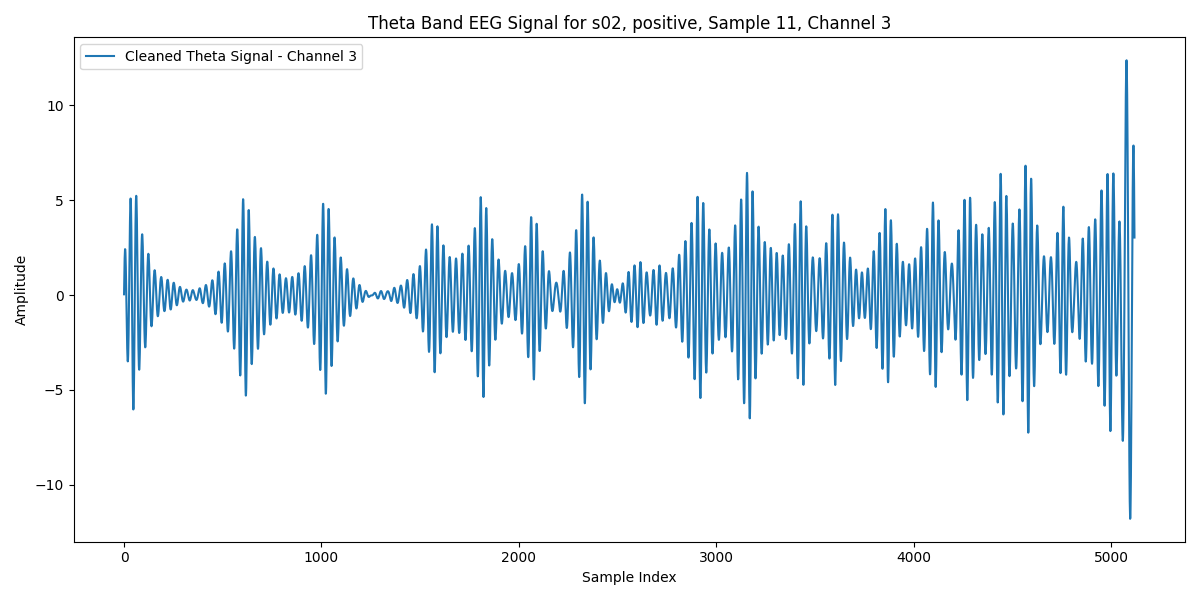 Theta Band EEG Signal for s02, positive, Sample 11, Channel 3
Cleaned Theta Signal - Channel 3
Amplitude
10
5
0
−5
−10
0 1000 2000 3000 4000 5000
Sample Index